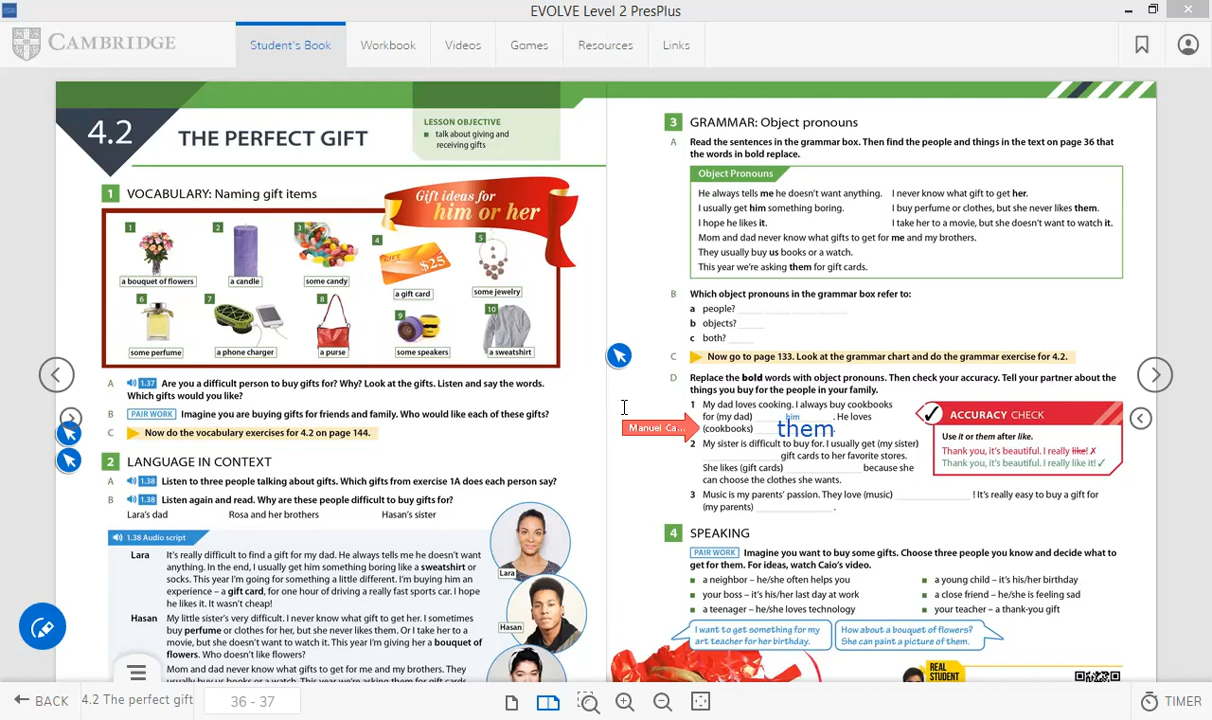 EVOLVE Level 2 PresPlus
CAMBRIDGE
Student's Book
Workbook
Videos
Games
Resources
Links
4.2
THE PERFECT GIFT
LESSON OBJECTIVE
talk about giving and
receiving gifts
1 VOCABULARY: Naming gift items
Gift ideas for
him or her
1
2
3
4
5
GIFT
CARD
$25
a bouquet of flowers
a candle
some candy
a gift card
some jewelry
6
7
8
9
10
some perfume
a phone charger
a purse
some speakers
a sweatshirt
A 1.37 Are you a difficult person to buy gifts for? Why? Look at the gifts. Listen and say the words.
Which gifts would you like?
B PAIR WORK Imagine you are buying gifts for friends and family. Who would like each of these gifts?
C Now do the vocabulary exercises for 4.2 on page 144.
2 LANGUAGE IN CONTEXT
A 1.38 Listen to three people talking about gifts. Which gifts from exercise 1A does each person say?
B 1.38 Listen again and read. Why are these people difficult to buy gifts for?
Lara's dad Rosa and her brothers Hasan's sister
1.38 Audio script
Lara It's really difficult to find a gift for my dad. He always tells me he doesn't want
anything. In the end, I usually get him something boring like a sweatshirt or
socks. This year I'm going for something a little different. I'm buying him an
experience – a gift card, for one hour of driving a really fast sports car. I hope
he likes it. It wasn't cheap!
Hasan My little sister's very difficult. I never know what gift to get her. I sometimes
buy perfume or clothes for her, but she never likes them. Or I take her to a
movie, but she doesn't want to watch it. This year I'm giving her a bouquet of
flowers. Who doesn't like flowers?
Mom and dad never know what gifts to get for me and my brothers. They
usually buy us books or a watch. This year we're asking them for gift cards.
Lara
Hasan
3 GRAMMAR: Object pronouns
A Read the sentences in the grammar box. Then find the people and things in the text on page 36 that
the words in bold replace.
Object Pronouns
He always tells me he doesn't want anything. I never know what gift to get her.
I usually get him something boring. I buy perfume or clothes, but she never likes them.
I hope he likes it. I take her to a movie, but she doesn't want to watch it.
Mom and dad never know what gifts to get for me and my brothers.
They usually buy us books or a watch.
This year we're asking them for gift cards.
B Which object pronouns in the grammar box refer to:
a people?
b objects?
c both?
C Now go to page 133. Look at the grammar chart and do the grammar exercise for 4.2.
D Replace the bold words with object pronouns. Then check your accuracy. Tell your partner about the
things you buy for the people in your family.
1 My dad loves cooking. I always buy cookbooks
for (my dad) him . He loves
(cookbooks) them.
Manuel Ca...
2 My sister is difficult to buy for. I usually get (my sister)
gift cards to her favorite stores.
She likes (gift cards) because she
can choose the clothes she wants.
3 Music is my parents' passion. They love (music) ! It's really easy to buy a gift for
(my parents) .
ACCURACY CHECK
Use it or them after like.
Thank you, it's beautiful. I really like! ✗
Thank you, it's beautiful. I really like it! ✓
4 SPEAKING
PAIR WORK Imagine you want to buy some gifts. Choose three people you know and decide what to
get for them. For ideas, watch Caio's video.
a neighbor – he/she often helps you
your boss – it's his/her last day at work
a teenager – he/she loves technology
a young child – it's his/her birthday
a close friend – he/she is feeling sad
your teacher – a thank-you gift
I want to get something for my
art teacher for her birthday.
How about a bouquet of flowers?
She can paint a picture of them.
REAL
STUDENT
BACK
4.2 The perfect gift
36 - 37
TIMER